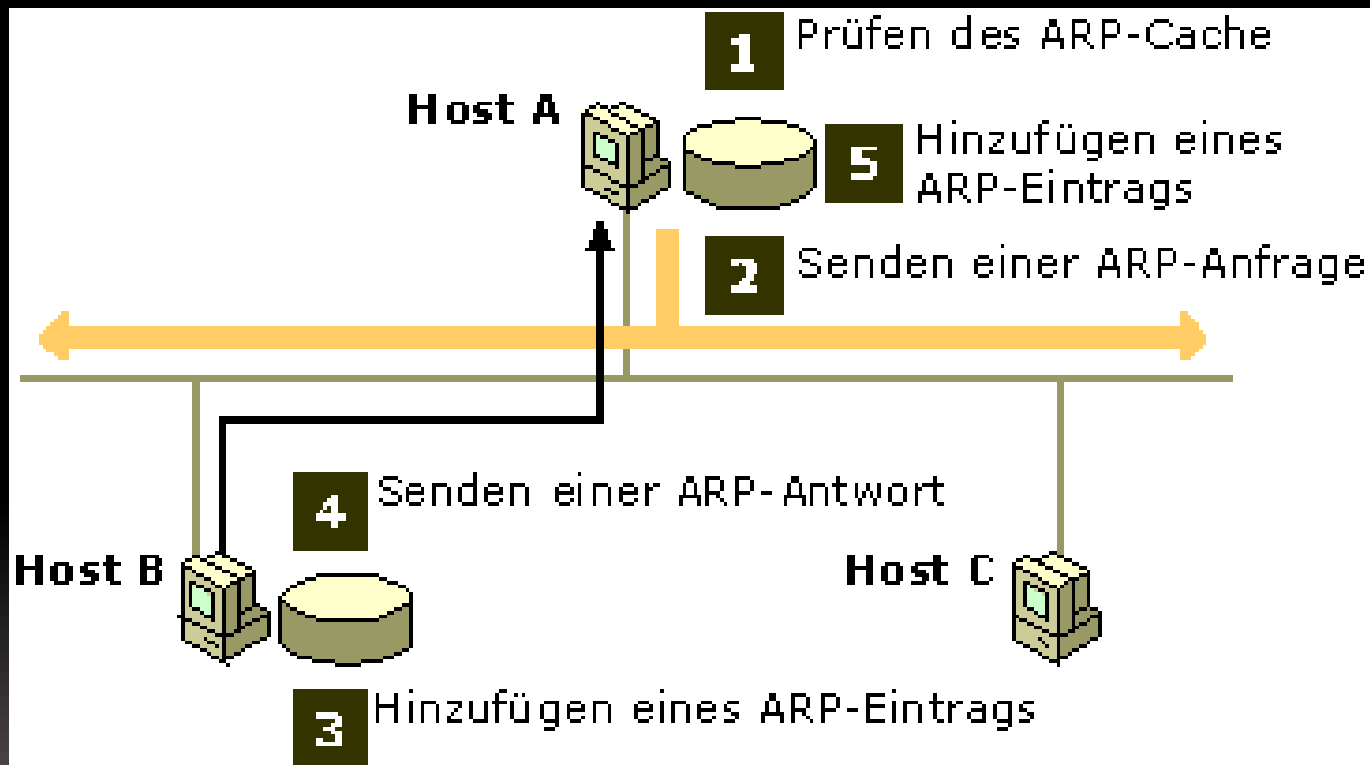 1 Prüfen des ARP-Cache
Host A
5 Hinzufügen eines
ARP-Eintrags
2 Senden einer ARP-Anfrage
4 Senden einer ARP-Antwort
Host B
Host C
3 Hinzufügen eines ARP-Eintrags